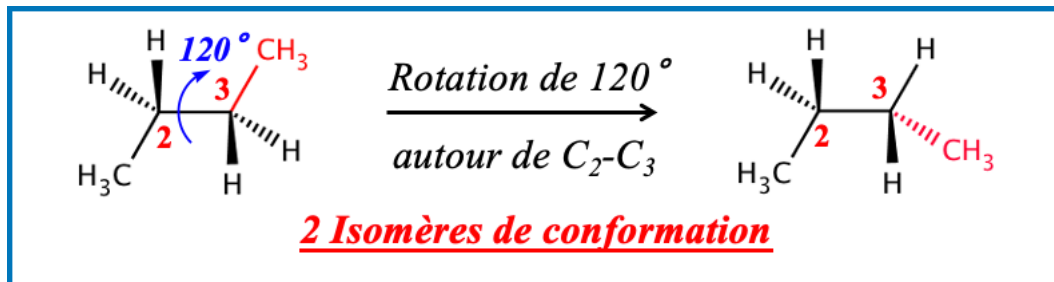 H 120° CH₃ H 3 2 H₃C H H
Rotation de 120°
autour de C₂-C₃
H H H 3 2 H₃C CH₃ H
2 Isomères de conformation